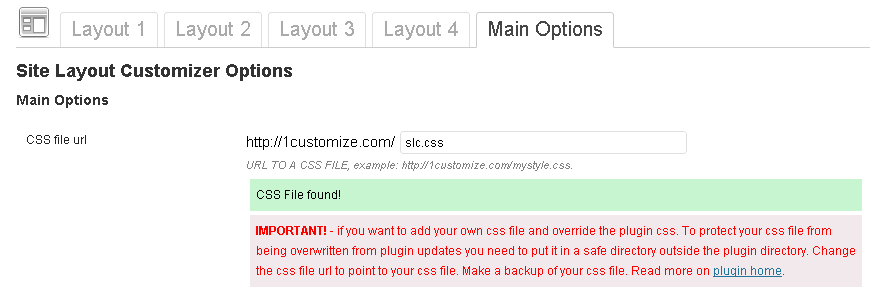 Layout 1 Layout 2 Layout 3 Layout 4 Main Options
Site Layout Customizer Options
Main Options
CSS file url http://1customize.com/ slc.css
URL TO A CSS FILE, example: http://1customize.com/mystyle.css.
CSS File found!
IMPORTANT! - if you want to add your own css file and override the plugin css. To protect your css file from
being overwritten from plugin updates you need to put it in a safe directory outside the plugin directory. Change
the css file url to point to your css file. Make a backup of your css file. Read more on plugin home.